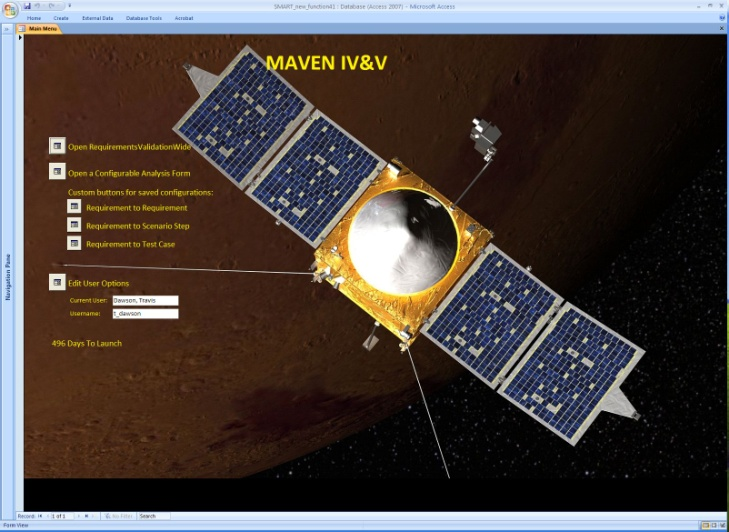 SMART_new_function41 : Database (Access 2007) - Microsoft Access
Home Create External Data Database Tools Acrobat
Main Menu
MAVEN IV&V
Open RequirementsValidationWide
Open a Configurable Analysis Form
Custom buttons for saved configurations:
Requirement to Requirement
Requirement to Scenario Step
Requirement to Test Case
Edit User Options
Current User: Dawson, Travis
Username: t_dawson
496 Days To Launch
Navigation Pane
Record: 1 of 1 No Filter Search
Form View